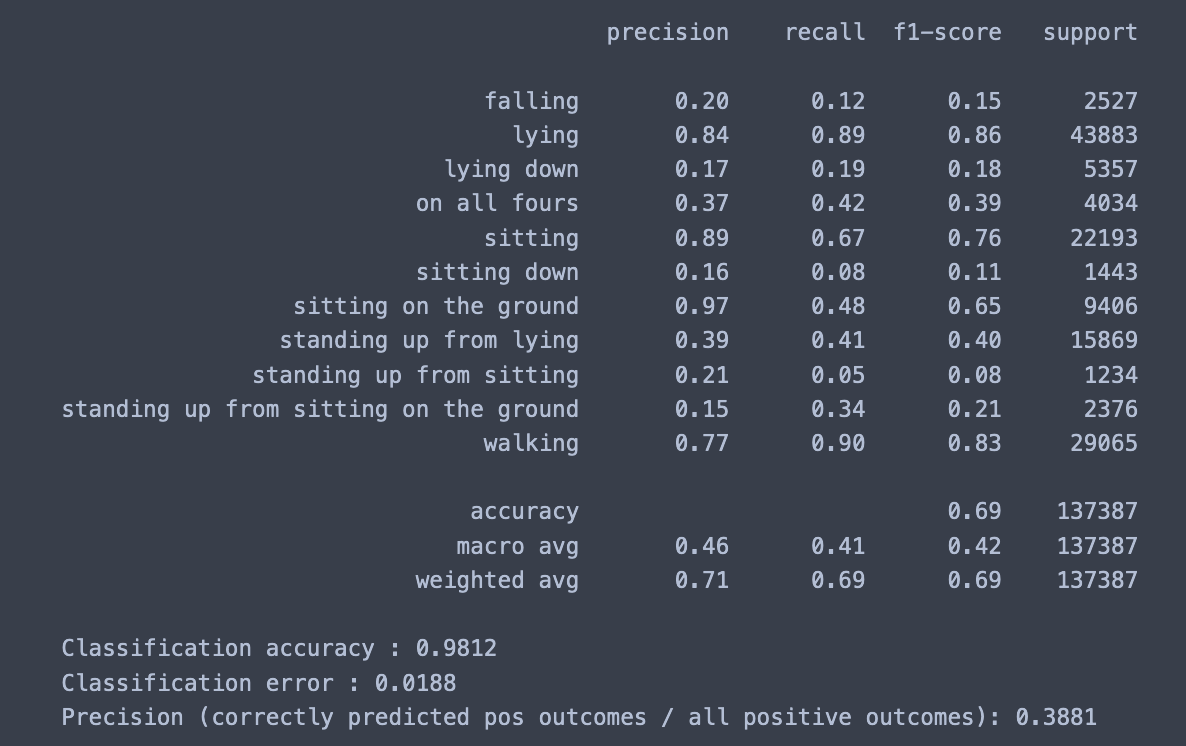 precision recall f1-score support
falling 0.20 0.12 0.15 2527
lying 0.84 0.89 0.86 43883
lying down 0.17 0.19 0.18 5357
on all fours 0.37 0.42 0.39 4034
sitting 0.89 0.67 0.76 22193
sitting down 0.16 0.08 0.11 1443
sitting on the ground 0.97 0.48 0.65 9406
standing up from lying 0.39 0.41 0.40 15869
standing up from sitting 0.21 0.05 0.08 1234
standing up from sitting on the ground 0.15 0.34 0.21 2376
walking 0.77 0.90 0.83 29065
accuracy 0.69 137387
macro avg 0.46 0.41 0.42 137387
weighted avg 0.71 0.69 0.69 137387
Classification accuracy : 0.9812
Classification error : 0.0188
Precision (correctly predicted pos outcomes / all positive outcomes): 0.3881